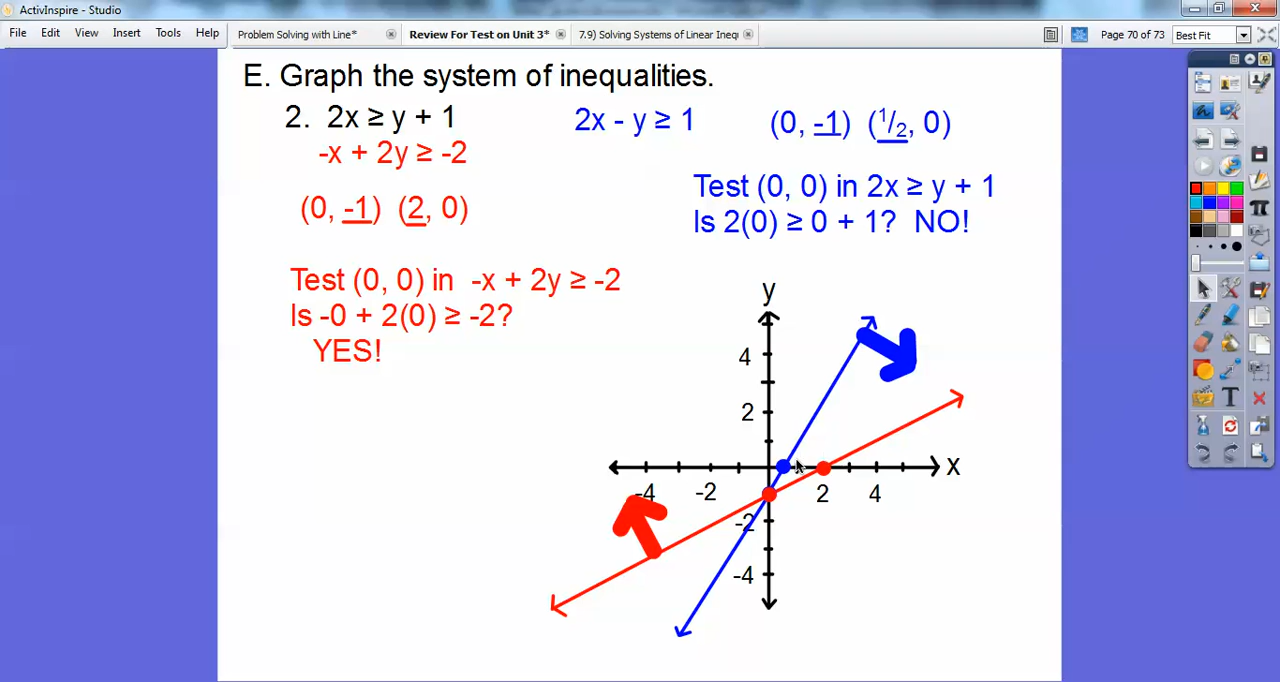 ActivInspire - Studio
File Edit View Insert Tools Help
Problem Solving with Line*
Review For Test on Unit 3*
7.9) Solving Systems of Linear Inequ
Page 70 of 73
Best Fit
E. Graph the system of inequalities.
2. 2x ≥ y + 1
-x + 2y ≥ -2
(0, -1) (2, 0)
2x - y ≥ 1
(0, -1) (1/2, 0)
Test (0, 0) in 2x ≥ y + 1
Is 2(0) ≥ 0 + 1? NO!
Test (0, 0) in -x + 2y ≥ -2
Is -0 + 2(0) ≥ -2?
YES!
y
4
2
x
-4 -2 2 4
-2
-4
T